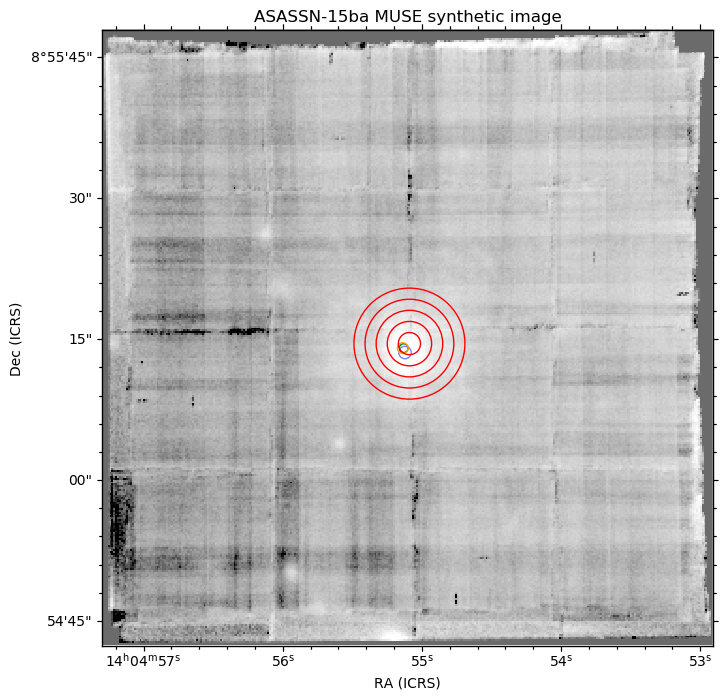 ASASSN-15ba MUSE synthetic image
8°55'45"
30"
15"
00"
54'45"
Dec (ICRS)
14ʰ04ᵐ57ˢ
56ˢ
55ˢ
54ˢ
53ˢ
RA (ICRS)